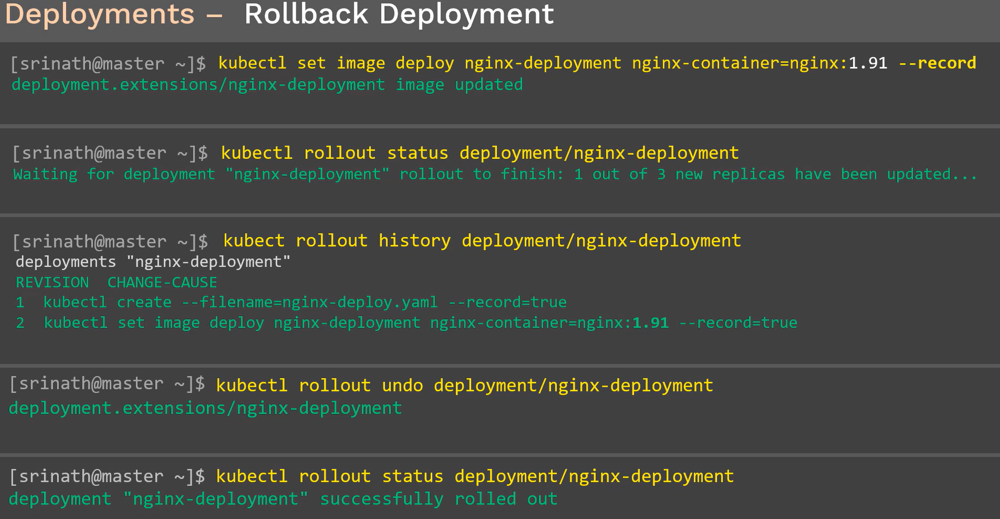 Deployments – Rollback Deployment
[srinath@master ~]$ kubectl set image deploy nginx-deployment nginx-container=nginx:1.91 --record
deployment.extensions/nginx-deployment image updated
[srinath@master ~]$ kubectl rollout status deployment/nginx-deployment
Waiting for deployment "nginx-deployment" rollout to finish: 1 out of 3 new replicas have been updated...
[srinath@master ~]$ kubect rollout history deployment/nginx-deployment
deployments "nginx-deployment"
REVISION CHANGE-CAUSE
1 kubectl create --filename=nginx-deploy.yaml --record=true
2 kubectl set image deploy nginx-deployment nginx-container=nginx:1.91 --record=true
[srinath@master ~]$ kubectl rollout undo deployment/nginx-deployment
deployment.extensions/nginx-deployment
[srinath@master ~]$ kubectl rollout status deployment/nginx-deployment
deployment "nginx-deployment" successfully rolled out